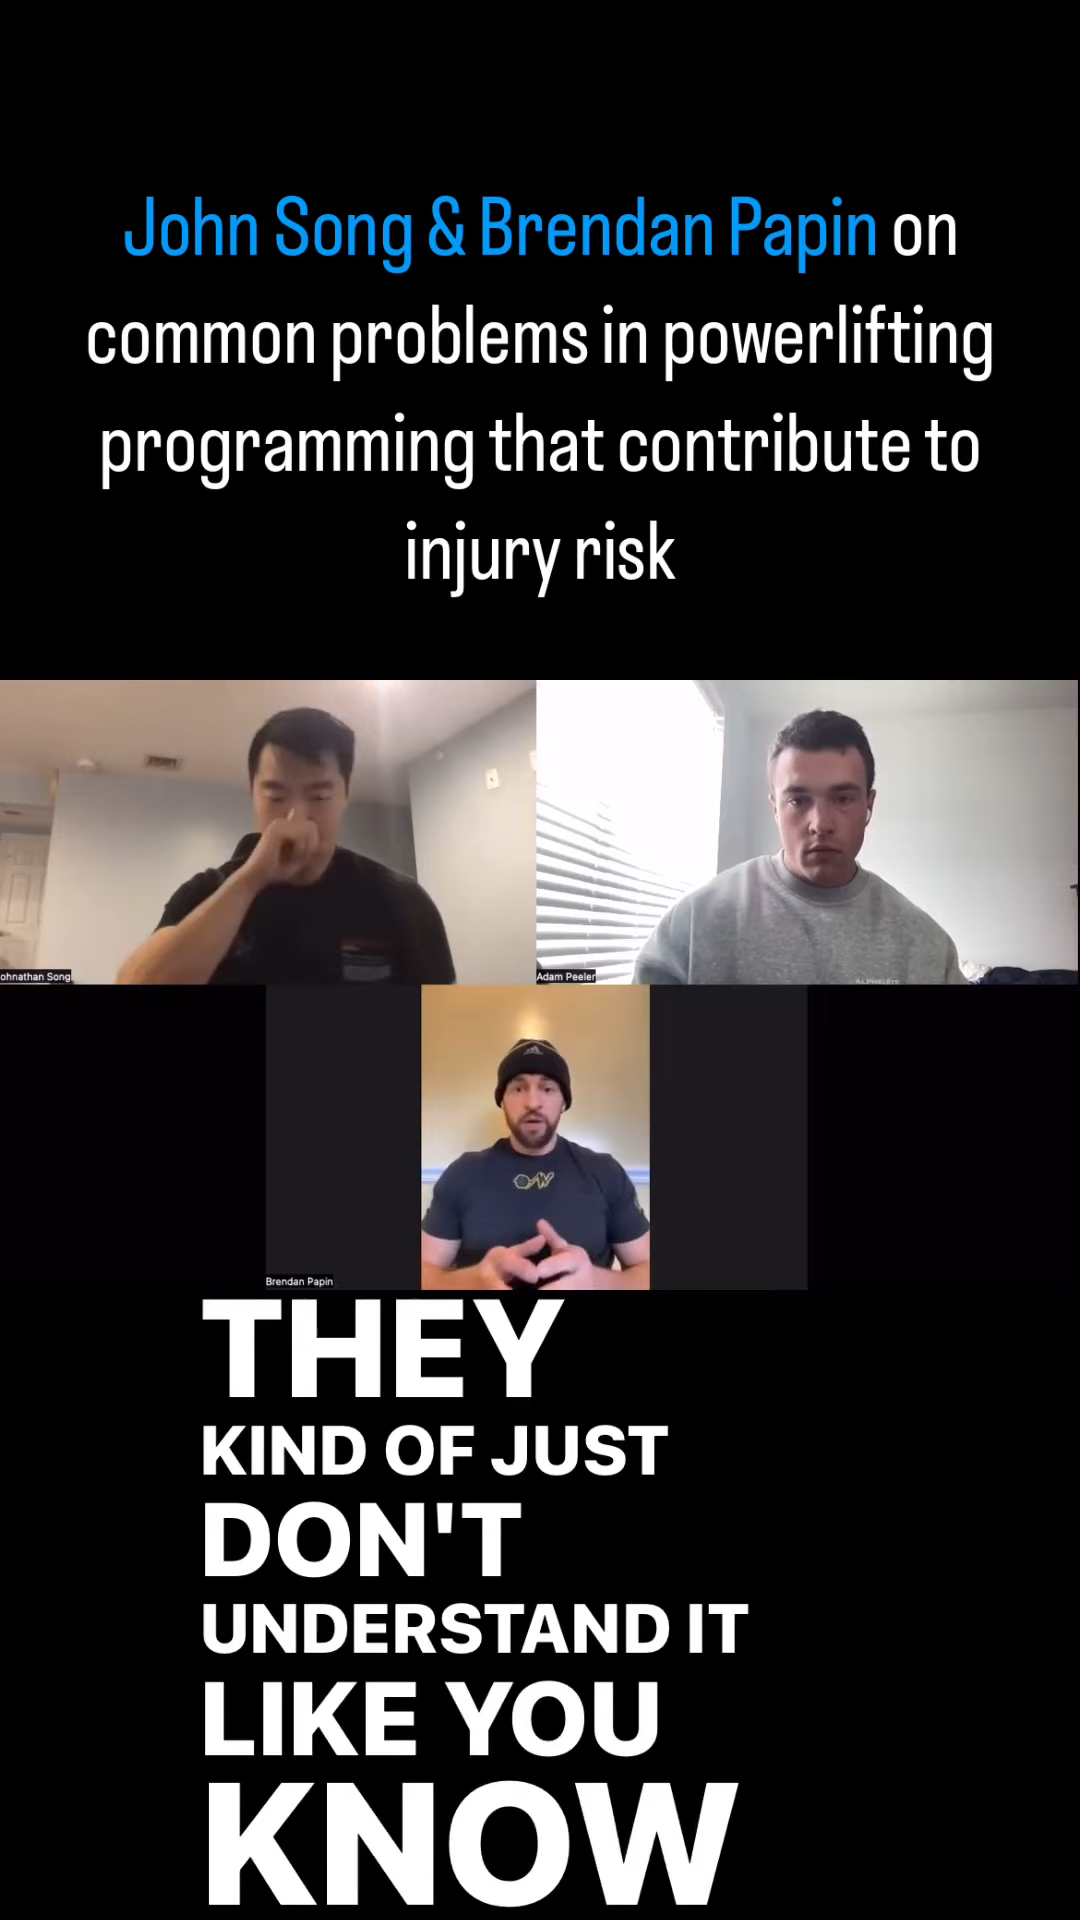 John Song & Brendan Papin on
common problems in powerlifting
programming that contribute to
injury risk
ohnathan Song
Adam Peeler
ALPHALETE
Brendan Papin
THEY
KIND OF JUST
DON'T
UNDERSTAND IT
LIKE YOU
KNOW